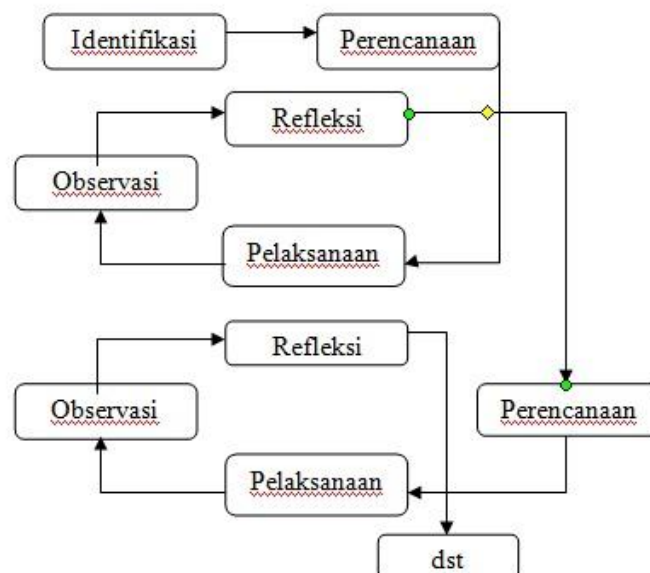 Identifikasi
Perencanaan
Refleksi
Observasi
Pelaksanaan
Refleksi
Observasi
Perencanaan
Pelaksanaan
dst